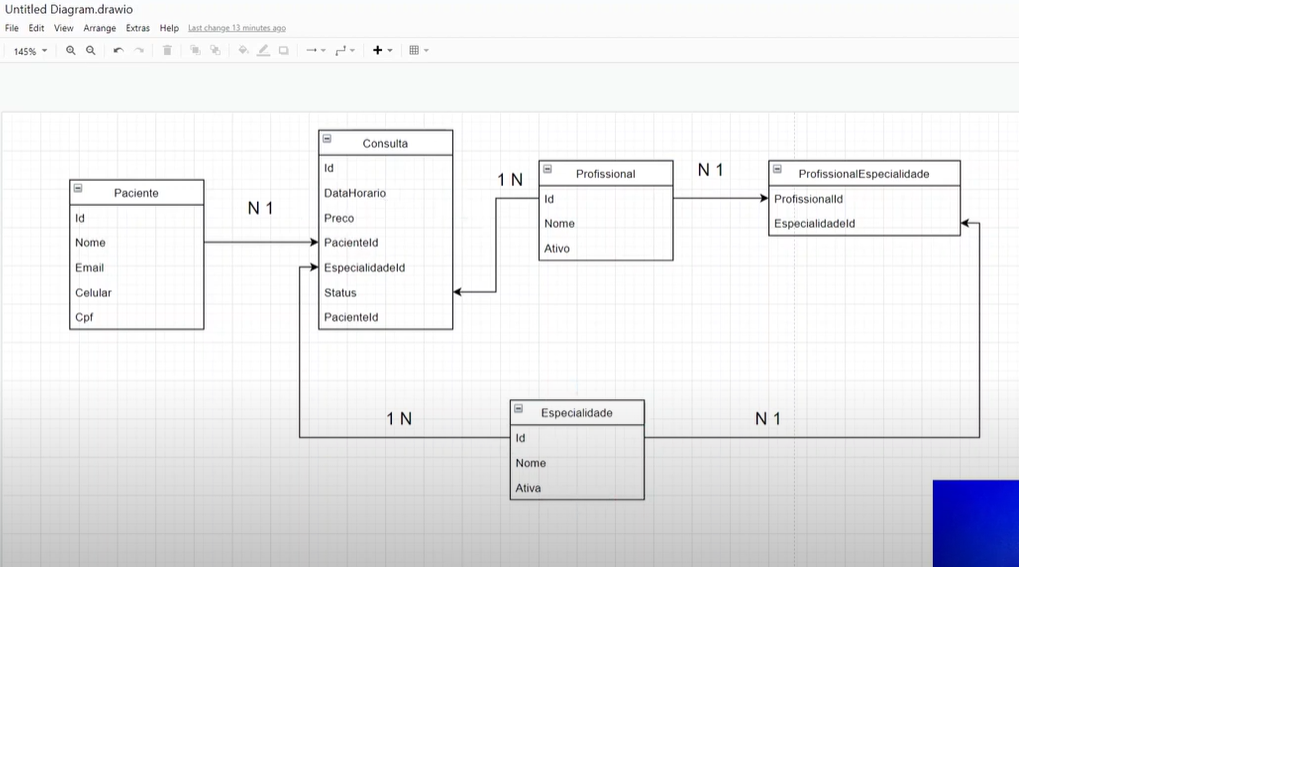 Untitled Diagram.drawio
File Edit View Arrange Extras Help Last change 13 minutes ago
145%
Paciente
Id
Nome
Email
Celular
Cpf
N 1
Consulta
Id
DataHorario
Preco
PacienteId
EspecialidadeId
Status
PacienteId
1 N
Profissional
Id
Nome
Ativo
N 1
ProfissionalEspecialidade
ProfissionalId
EspecialidadeId
1 N
Especialidade
Id
Nome
Ativa
N 1